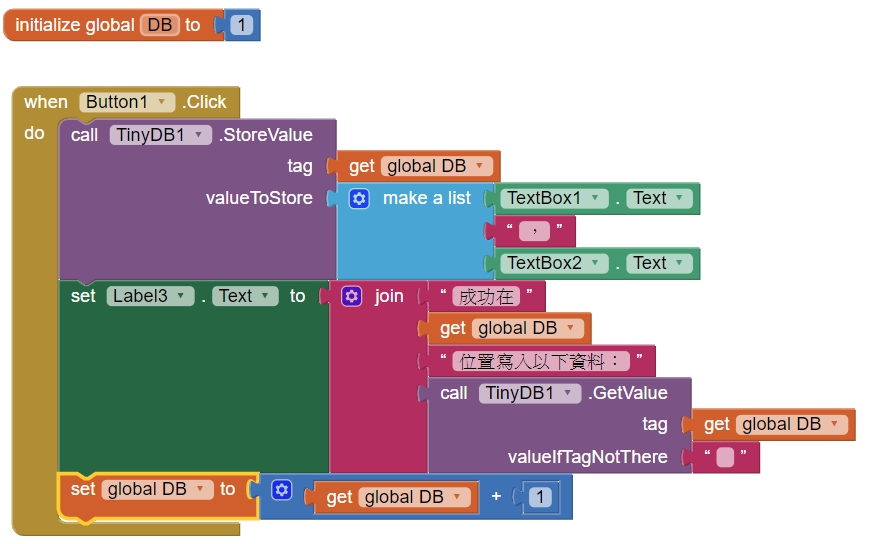 initialize global DB to 1
when Button1 .Click
do call TinyDB1 .StoreValue
tag get global DB
valueToStore make a list TextBox1 . Text
“ , ”
TextBox2 . Text
set Label3 . Text to join “ 成功在 ”
get global DB
“ 位置寫入以下資料： ”
call TinyDB1 .GetValue
tag get global DB
valueIfTagNotThere “ ”
set global DB to get global DB + 1